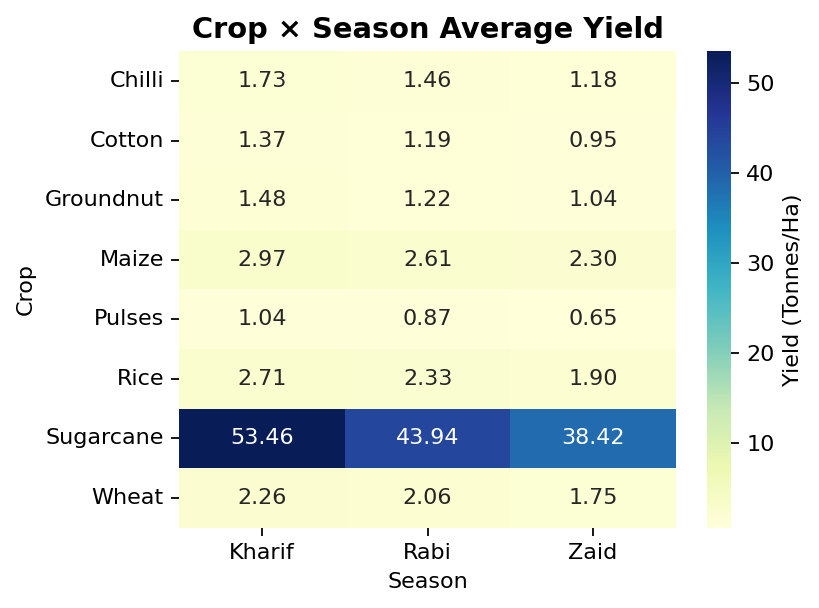 Crop × Season Average Yield
Chilli 1.73 1.46 1.18
Cotton 1.37 1.19 0.95
Groundnut 1.48 1.22 1.04
Maize 2.97 2.61 2.30
Pulses 1.04 0.87 0.65
Rice 2.71 2.33 1.90
Sugarcane 53.46 43.94 38.42
Wheat 2.26 2.06 1.75
Kharif Rabi Zaid
Season
Crop
50
40
30
20
10
Yield (Tonnes/Ha)